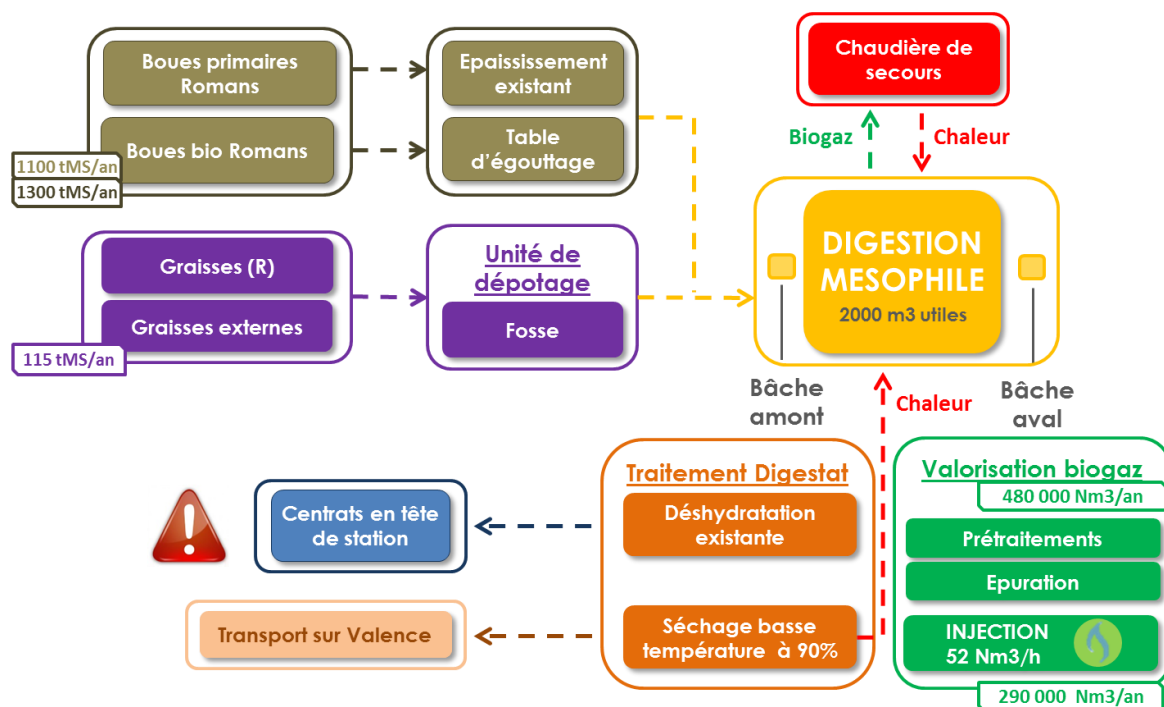 Boues primaires
Romans
Boues bio Romans
1100 tMS/an
1300 tMS/an
Epaississement
existant
Table
d'égouttage
Chaudière de
secours
Biogaz
Chaleur
Graisses (R)
Graisses externes
115 tMS/an
Unité de
dépotage
Fosse
DIGESTION
MESOPHILE
2000 m3 utiles
Bâche
amont
Chaleur
Bâche
aval
Centrats en tête
de station
Transport sur Valence
Traitement Digestat
Déshydratation
existante
Séchage basse
température à 90%
Valorisation biogaz
480 000 Nm3/an
Prétraitements
Epuration
INJECTION
52 Nm3/h
290 000 Nm3/an